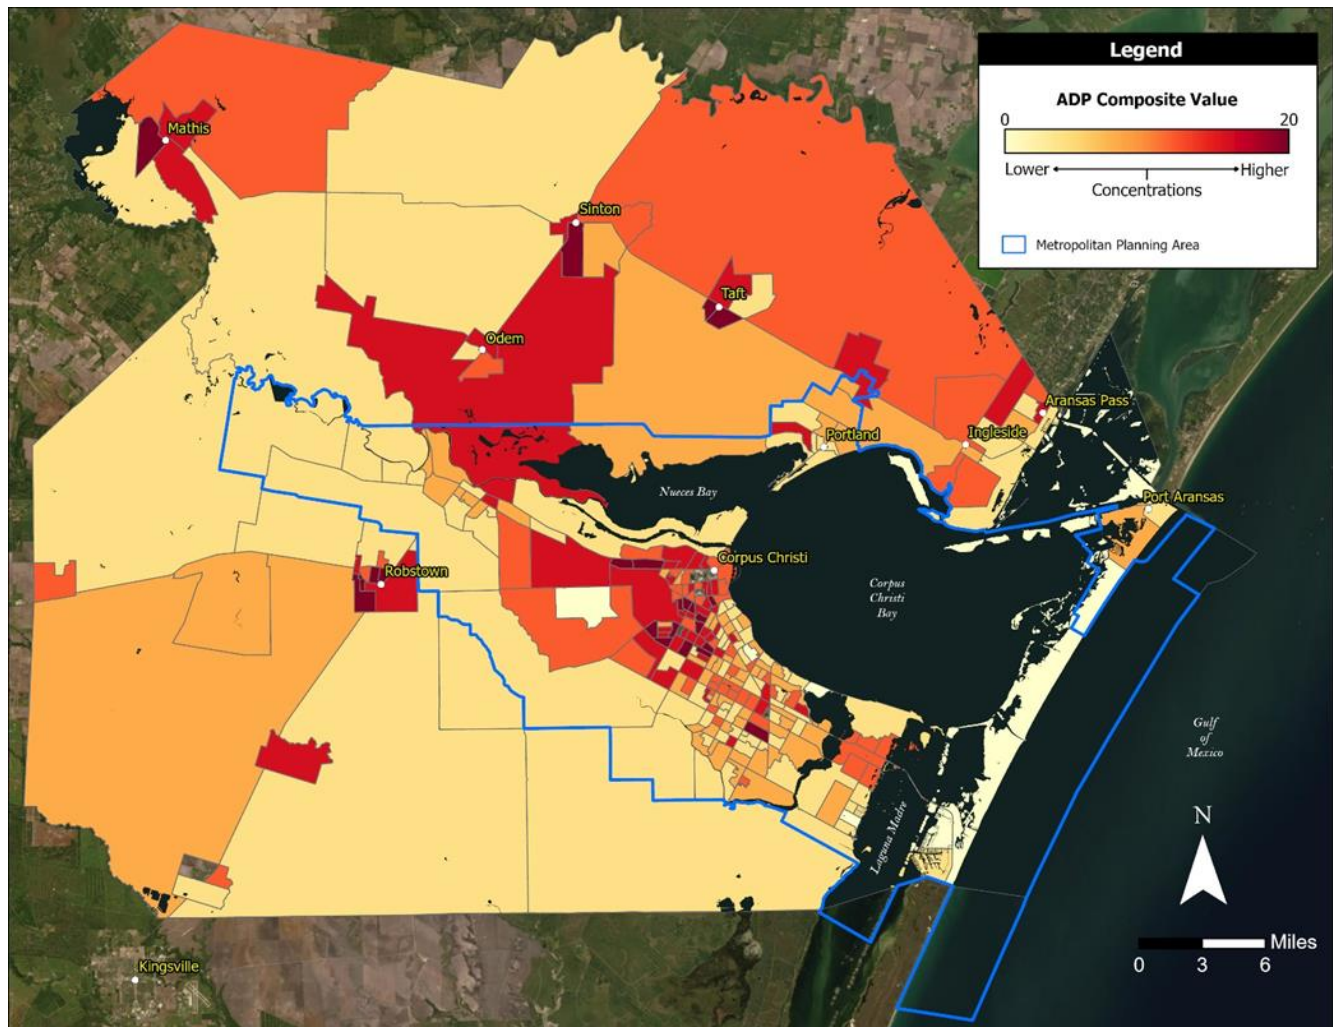 Legend
ADP Composite Value
0 20
Lower Higher
Concentrations
Metropolitan Planning Area
Mathis
Sinton
Taft
Odem
Aransas Pass
Portland
Ingleside
Nueces Bay
Port Aransas
Corpus Christi
Robstown
Corpus
Christi
Bay
Gulf
of
Mexico
Laguna Madre
N
Kingsville
Miles
0 3 6